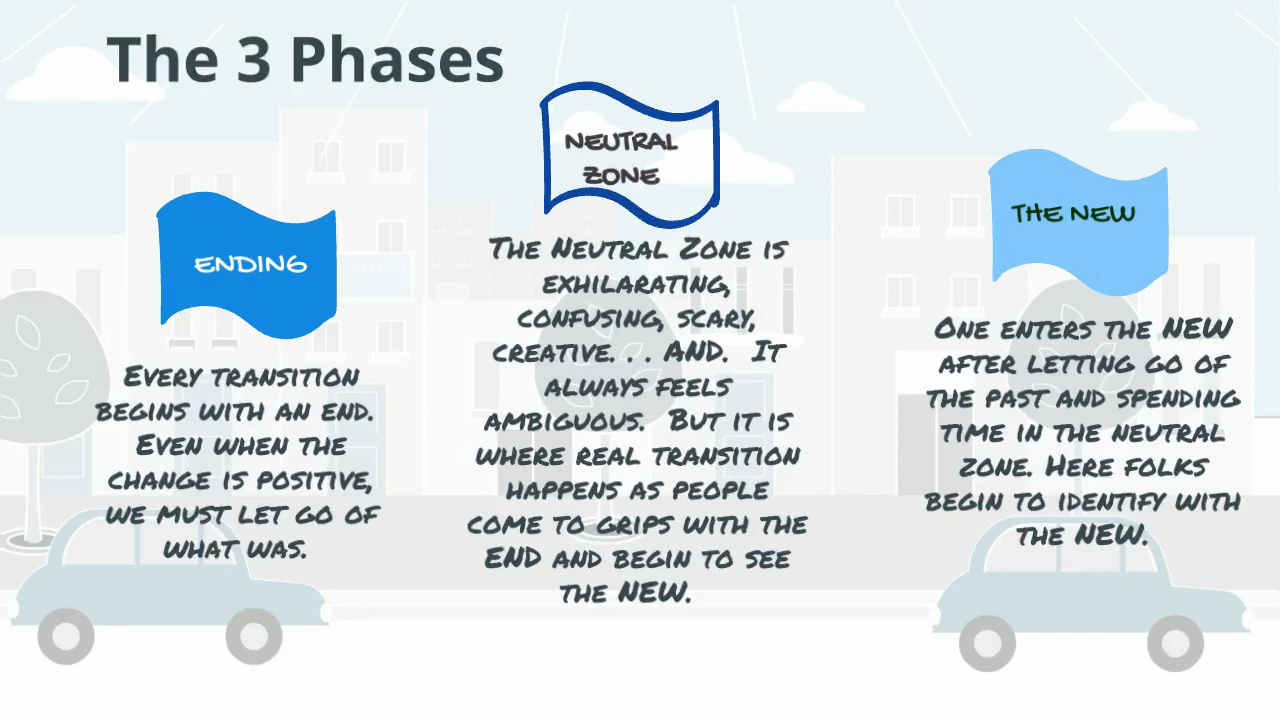 The 3 Phases
ENDING
EVERY TRANSITION
BEGINS WITH AN END.
EVEN WHEN THE
CHANGE IS POSITIVE,
WE MUST LET GO OF
WHAT WAS.
NEUTRAL
ZONE
THE NEUTRAL ZONE IS
EXHILARATING,
CONFUSING, SCARY,
CREATIVE. . . AND. IT
ALWAYS FEELS
AMBIGUOUS. BUT IT IS
WHERE REAL TRANSITION
HAPPENS AS PEOPLE
COME TO GRIPS WITH THE
END AND BEGIN TO SEE
THE NEW.
THE NEW
ONE ENTERS THE NEW
AFTER LETTING GO OF
THE PAST AND SPENDING
TIME IN THE NEUTRAL
ZONE. HERE FOLKS
BEGIN TO IDENTIFY WITH
THE NEW.